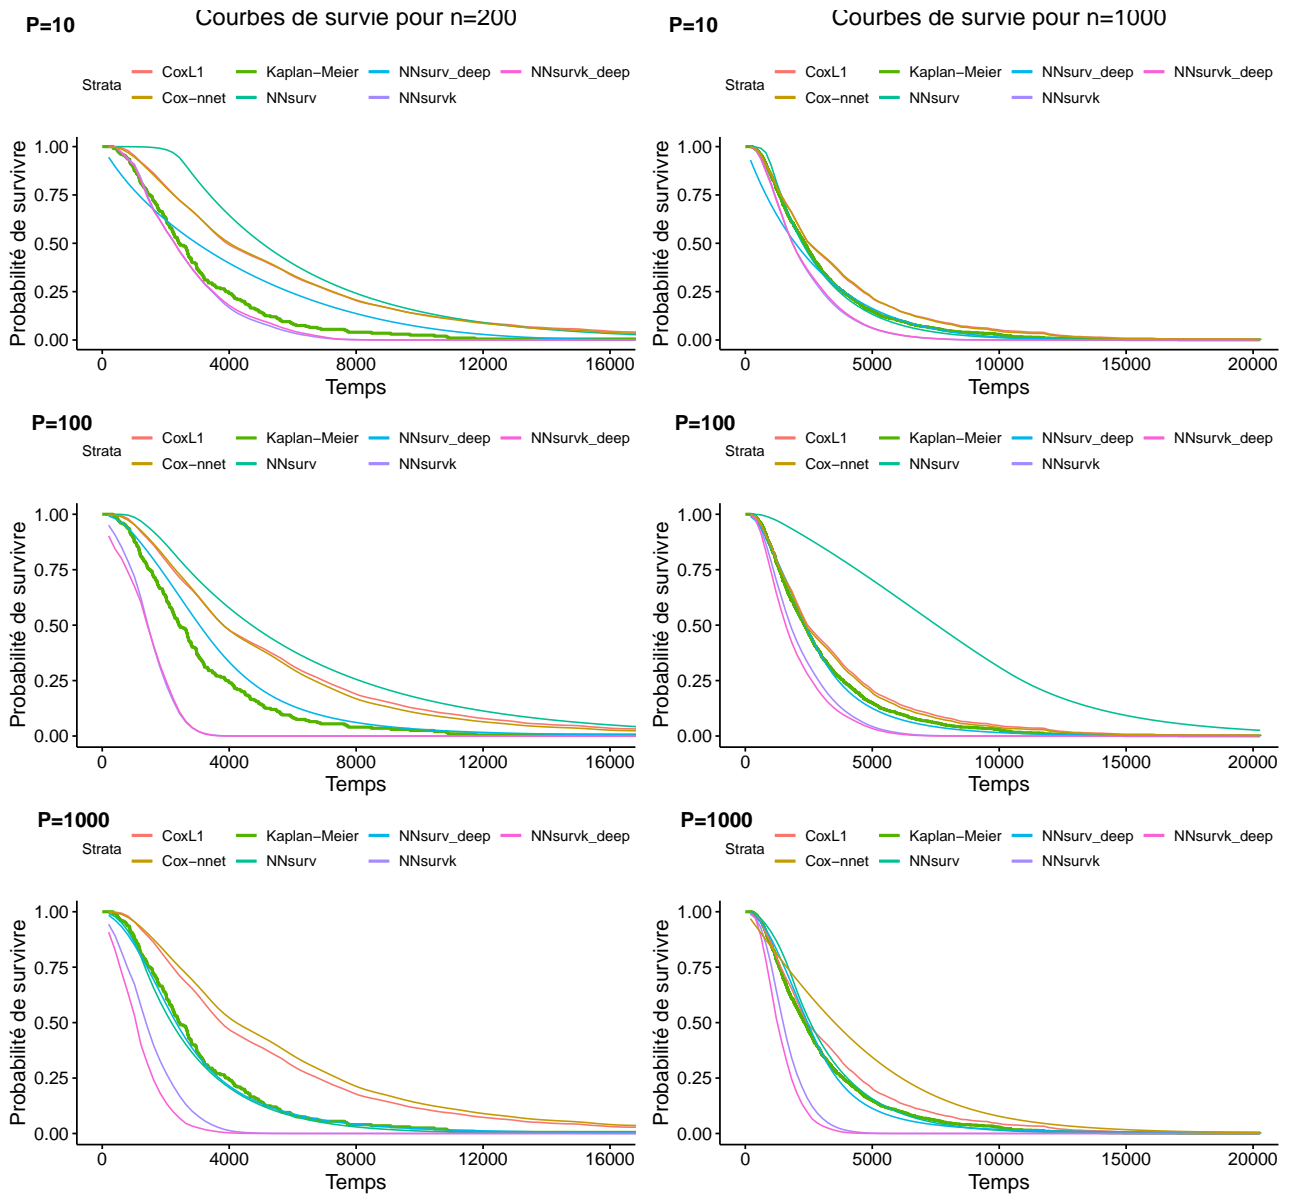 Courbes de survie pour n=200
Courbes de survie pour n=1000
P=10
Strata
CoxL1
Kaplan−Meier
NNsurv_deep
NNsurvk_deep
Cox−nnet
NNsurv
NNsurvk
Probabilité de survivre
1.00
0.75
0.50
0.25
0.00
0 4000 8000 12000 16000
Temps
P=10
Strata
CoxL1
Kaplan−Meier
NNsurv_deep
NNsurvk_deep
Cox−nnet
NNsurv
NNsurvk
Probabilité de survivre
1.00
0.75
0.50
0.25
0.00
0 5000 10000 15000 20000
Temps
P=100
Strata
CoxL1
Kaplan−Meier
NNsurv_deep
NNsurvk_deep
Cox−nnet
NNsurv
NNsurvk
Probabilité de survivre
1.00
0.75
0.50
0.25
0.00
0 4000 8000 12000 16000
Temps
P=100
Strata
CoxL1
Kaplan−Meier
NNsurv_deep
NNsurvk_deep
Cox−nnet
NNsurv
NNsurvk
Probabilité de survivre
1.00
0.75
0.50
0.25
0.00
0 5000 10000 15000 20000
Temps
P=1000
Strata
CoxL1
Kaplan−Meier
NNsurv_deep
NNsurvk_deep
Cox−nnet
NNsurv
NNsurvk
Probabilité de survivre
1.00
0.75
0.50
0.25
0.00
0 4000 8000 12000 16000
Temps
P=1000
Strata
CoxL1
Kaplan−Meier
NNsurv_deep
NNsurvk_deep
Cox−nnet
NNsurv
NNsurvk
Probabilité de survivre
1.00
0.75
0.50
0.25
0.00
0 5000 10000 15000 20000
Temps